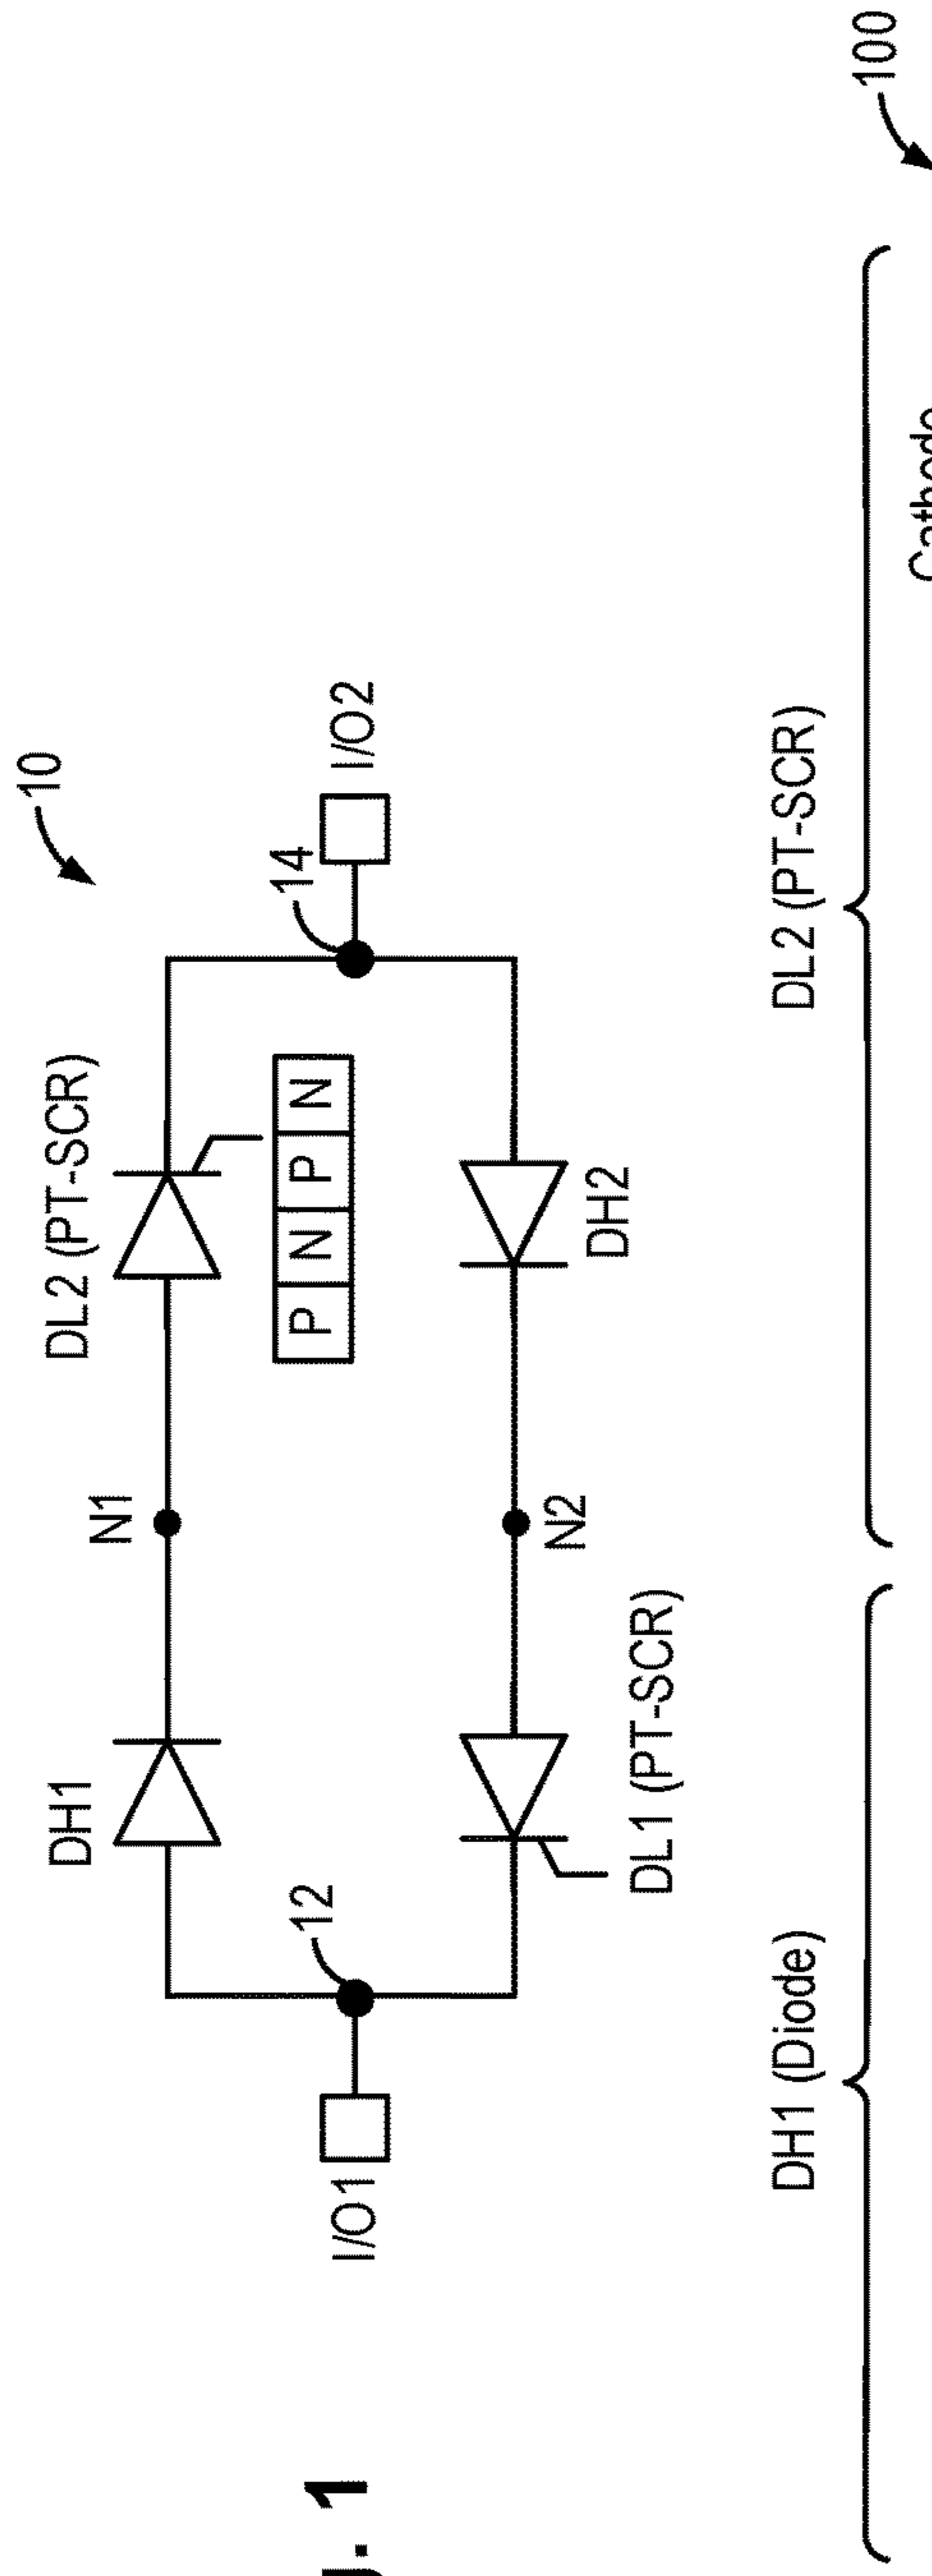 10
DL2 (PT-SCR)
DH1
N1
P N P N
14
I/O2
12
I/O1
N2
DH2
DL1 (PT-SCR)
. 1
DH1 (Diode)
DL2 (PT-SCR)
100